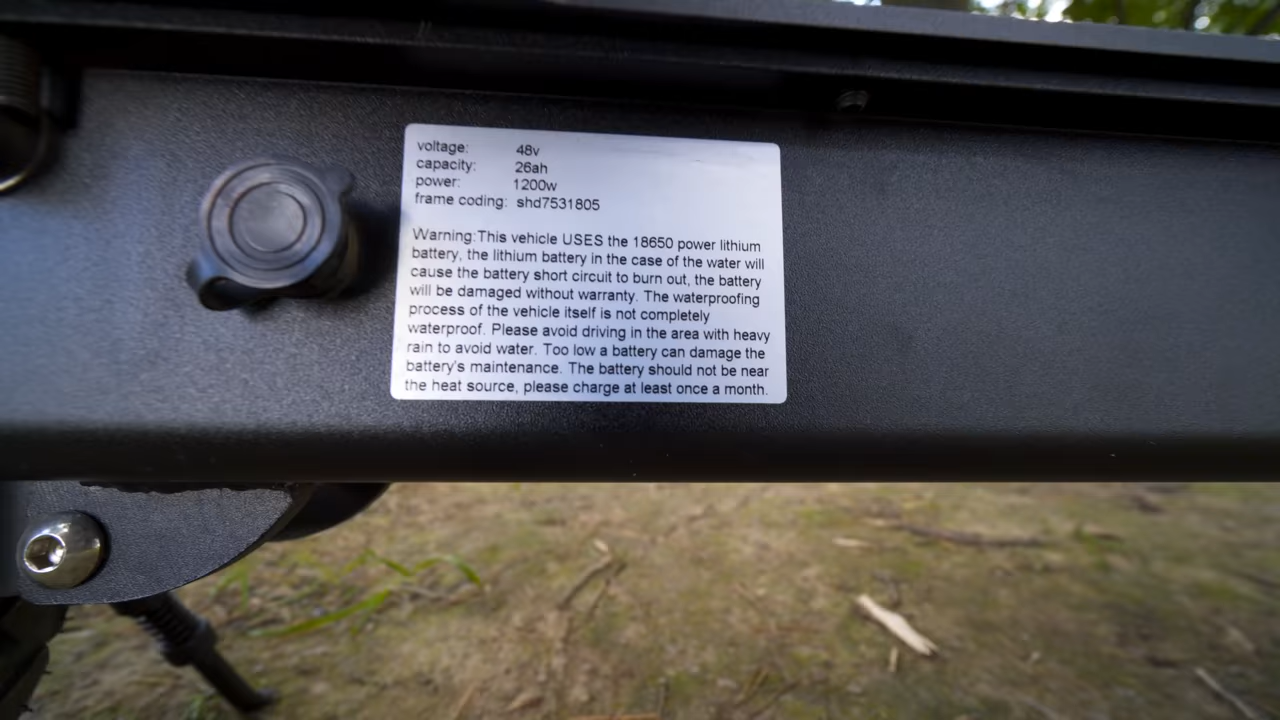 voltage: 48v
capacity: 26ah
power: 1200w
frame coding: shd7531805
Warning:This vehicle USES the 18650 power lithium
battery, the lithium battery in the case of the water will
cause the battery short circuit to burn out, the battery
will be damaged without warranty. The waterproofing
process of the vehicle itself is not completely
waterproof. Please avoid driving in the area with heavy
rain to avoid water. Too low a battery can damage the
battery's maintenance. The battery should not be near
the heat source, please charge at least once a month.